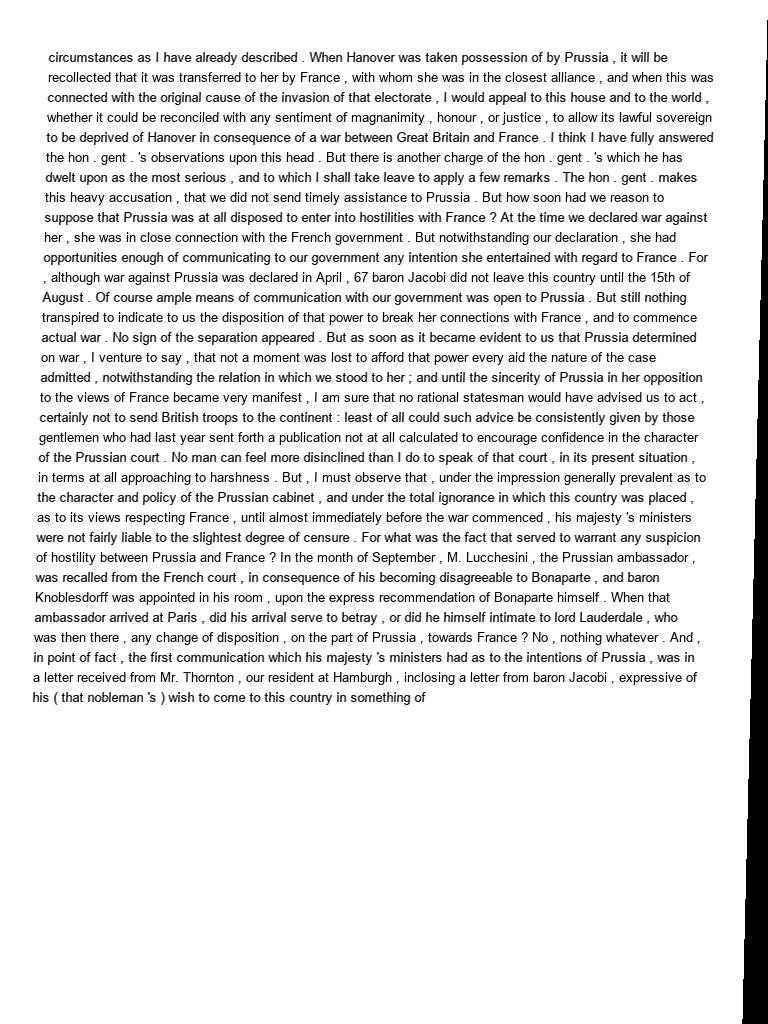 circumstances as I have already described . When Hanover was taken possession of by Prussia , it will be
recollected that it was transferred to her by France , with whom she was in the closest alliance , and when this was
connected with the original cause of the invasion of that electorate , I would appeal to this house and to the world ,
whether it could be reconciled with any sentiment of magnanimity , honour , or justice , to allow its lawful sovereign
to be deprived of Hanover in consequence of a war between Great Britain and France . I think I have fully answered
the hon . gent . 's observations upon this head . But there is another charge of the hon . gent . 's which he has
dwelt upon as the most serious , and to which I shall take leave to apply a few remarks . The hon . gent . makes
this heavy accusation , that we did not send timely assistance to Prussia . But how soon had we reason to
suppose that Prussia was at all disposed to enter into hostilities with France ? At the time we declared war against
her , she was in close connection with the French government . But notwithstanding our declaration , she had
opportunities enough of communicating to our government any intention she entertained with regard to France . For
, although war against Prussia was declared in April , 67 baron Jacobi did not leave this country until the 15th of
August . Of course ample means of communication with our government was open to Prussia . But still nothing
transpired to indicate to us the disposition of that power to break her connections with France , and to commence
actual war . No sign of the separation appeared . But as soon as it became evident to us that Prussia determined
on war , I venture to say , that not a moment was lost to afford that power every aid the nature of the case
admitted , notwithstanding the relation in which we stood to her ; and until the sincerity of Prussia in her opposition
to the views of France became very manifest , I am sure that no rational statesman would have advised us to act ,
certainly not to send British troops to the continent : least of all could such advice be consistently given by those
gentlemen who had last year sent forth a publication not at all calculated to encourage confidence in the character
of the Prussian court . No man can feel more disinclined than I do to speak of that court , in its present situation ,
in terms at all approaching to harshness . But , I must observe that , under the impression generally prevalent as to
the character and policy of the Prussian cabinet , and under the total ignorance in which this country was placed ,
as to its views respecting France , until almost immediately before the war commenced , his majesty 's ministers
were not fairly liable to the slightest degree of censure . For what was the fact that served to warrant any suspicion
of hostility between Prussia and France ? In the month of September , M. Lucchesini , the Prussian ambassador ,
was recalled from the French court , in consequence of his becoming disagreeable to Bonaparte , and baron
Knoblesdorff was appointed in his room , upon the express recommendation of Bonaparte himself . When that
ambassador arrived at Paris , did his arrival serve to betray , or did he himself intimate to lord Lauderdale , who
was then there , any change of disposition , on the part of Prussia , towards France ? No , nothing whatever . And ,
in point of fact , the first communication which his majesty 's ministers had as to the intentions of Prussia , was in
a letter received from Mr. Thornton , our resident at Hamburgh , inclosing a letter from baron Jacobi , expressive of
his ( that nobleman 's ) wish to come to this country in something of